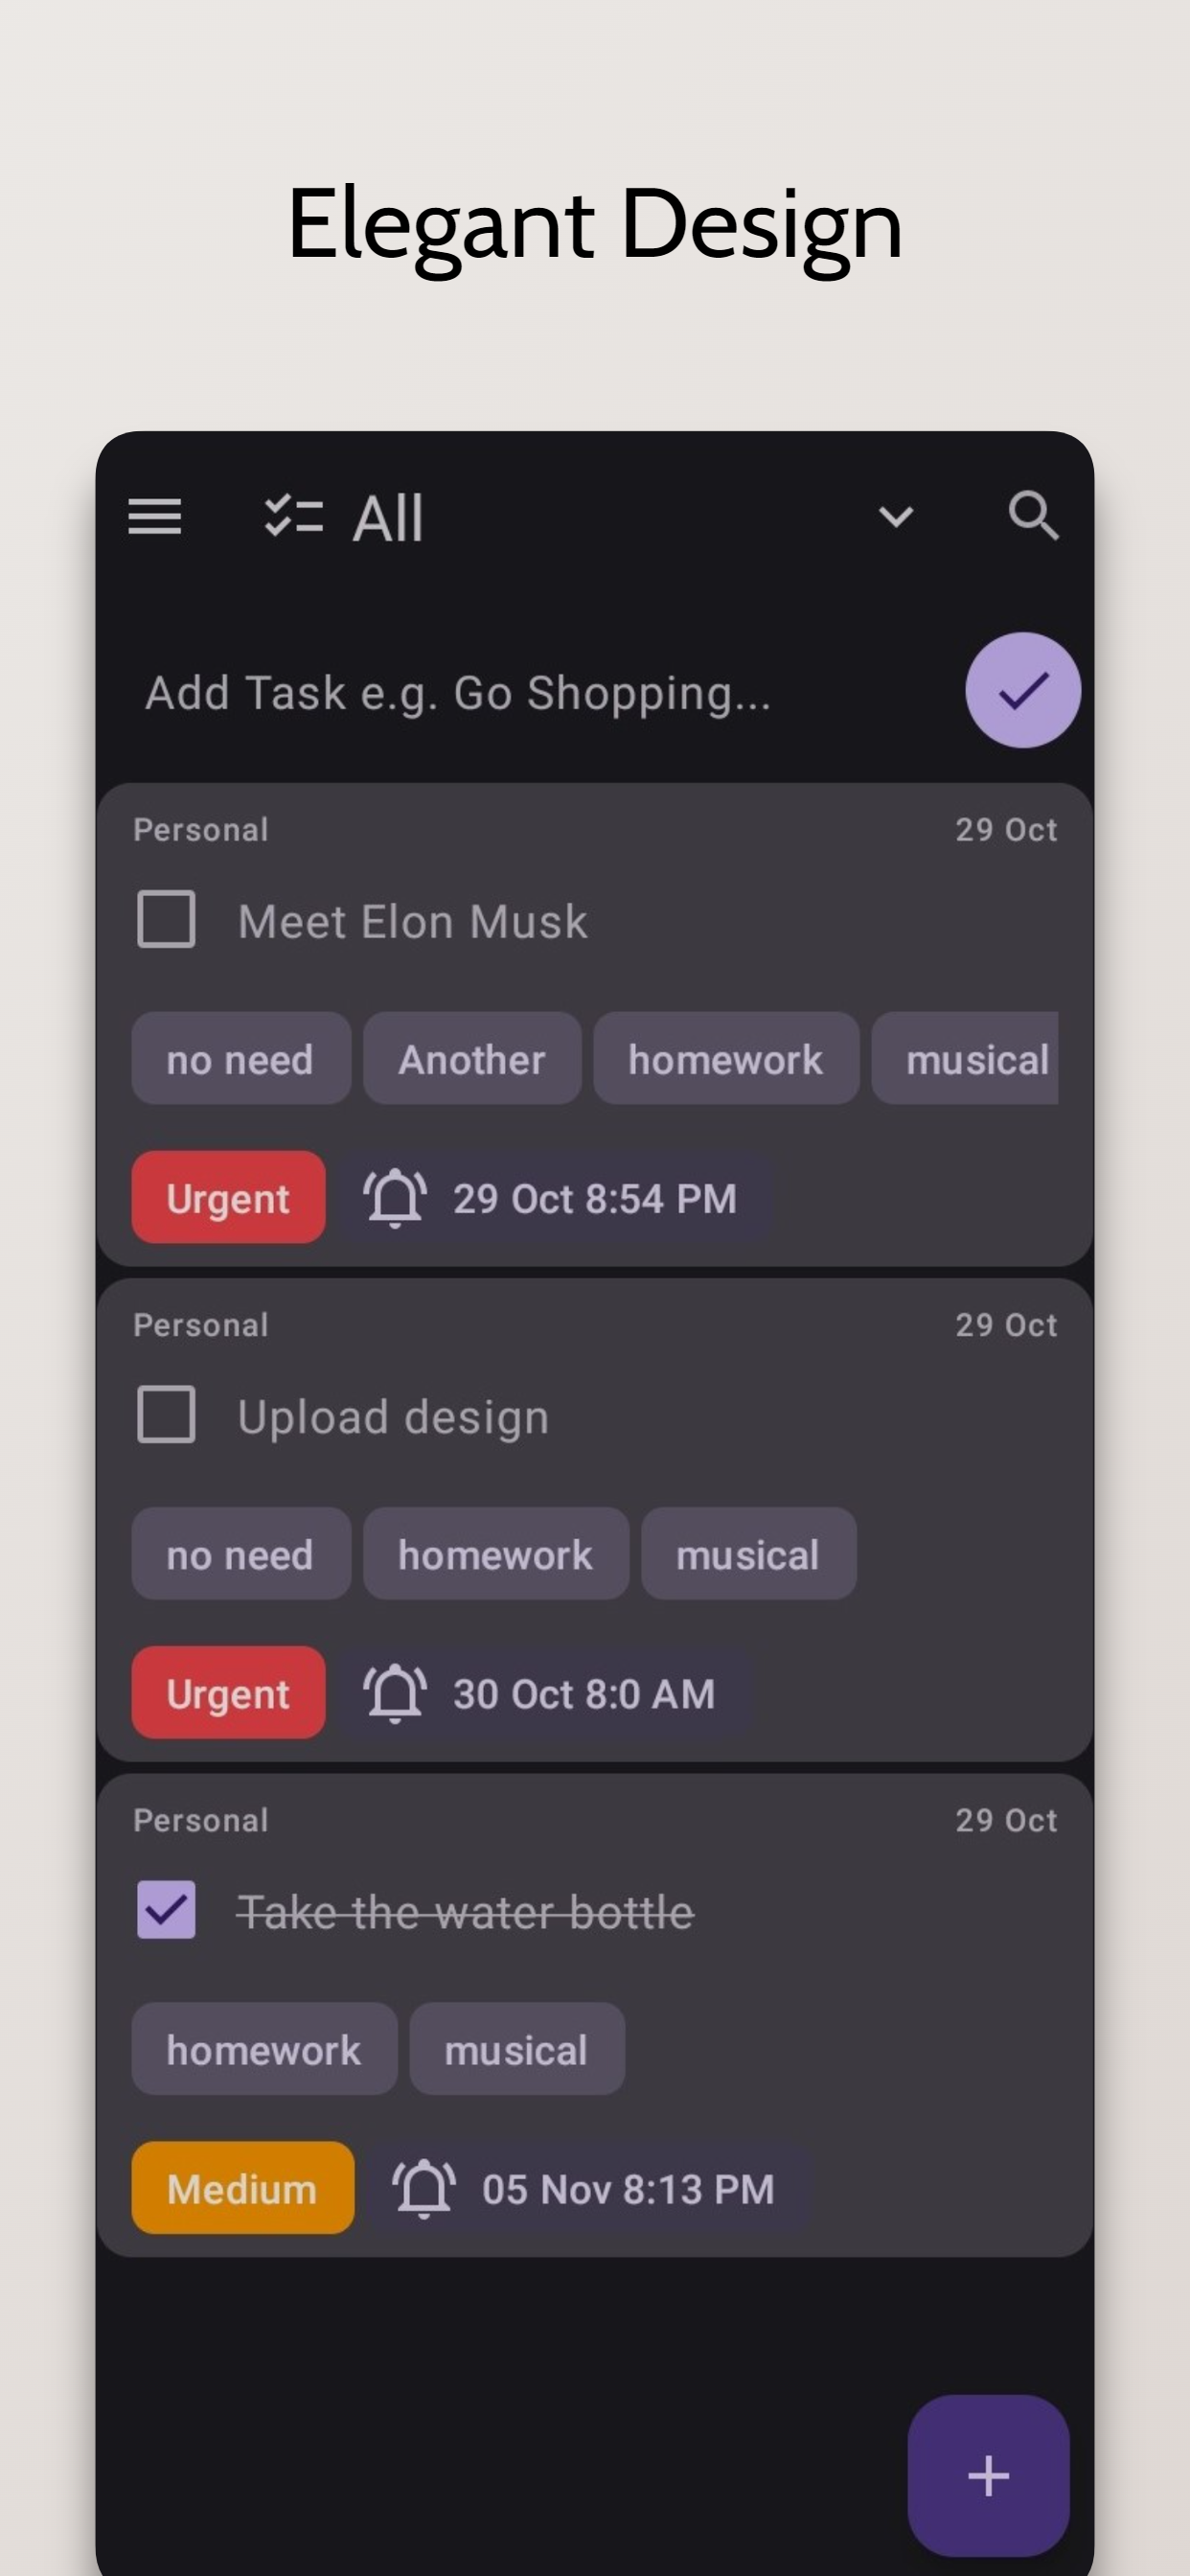 Elegant Design
All
Add Task e.g. Go Shopping...
Personal 29 Oct
Meet Elon Musk
no need Another homework musical
Urgent 29 Oct 8:54 PM
Personal 29 Oct
Upload design
no need homework musical
Urgent 30 Oct 8:0 AM
Personal 29 Oct
Take the water bottle
homework musical
Medium 05 Nov 8:13 PM